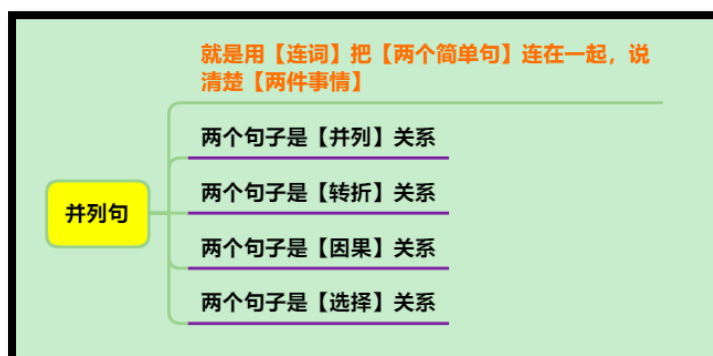 就是用【连词】把【两个简单句】连在一起，说
清楚【两件事情】
两个句子是【并列】关系
两个句子是【转折】关系
并列句
两个句子是【因果】关系
两个句子是【选择】关系